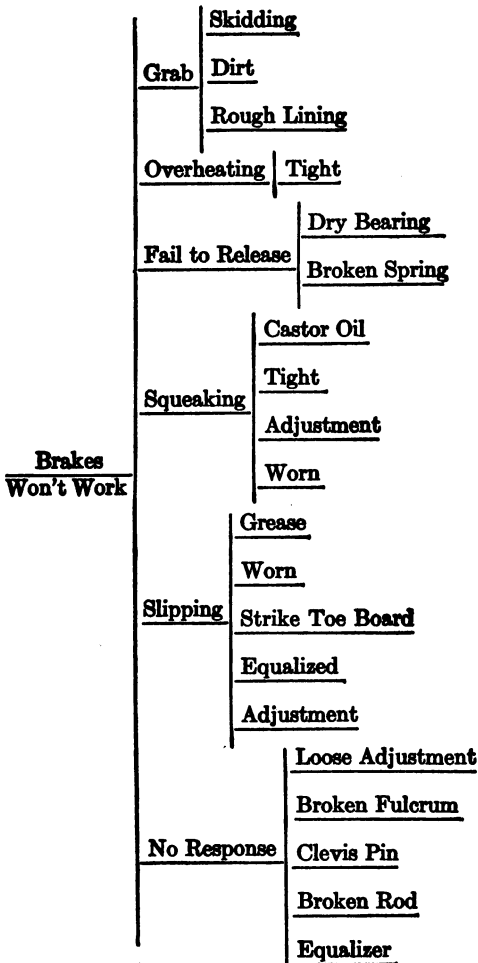 Brakes
Won't Work
Grab
Skidding
Dirt
Rough Lining
Overheating
Tight
Fail to Release
Dry Bearing
Broken Spring
Squeaking
Castor Oil
Tight
Adjustment
Worn
Slipping
Grease
Worn
Strike Toe Board
Equalized
Adjustment
No Response
Loose Adjustment
Broken Fulcrum
Clevis Pin
Broken Rod
Equalizer